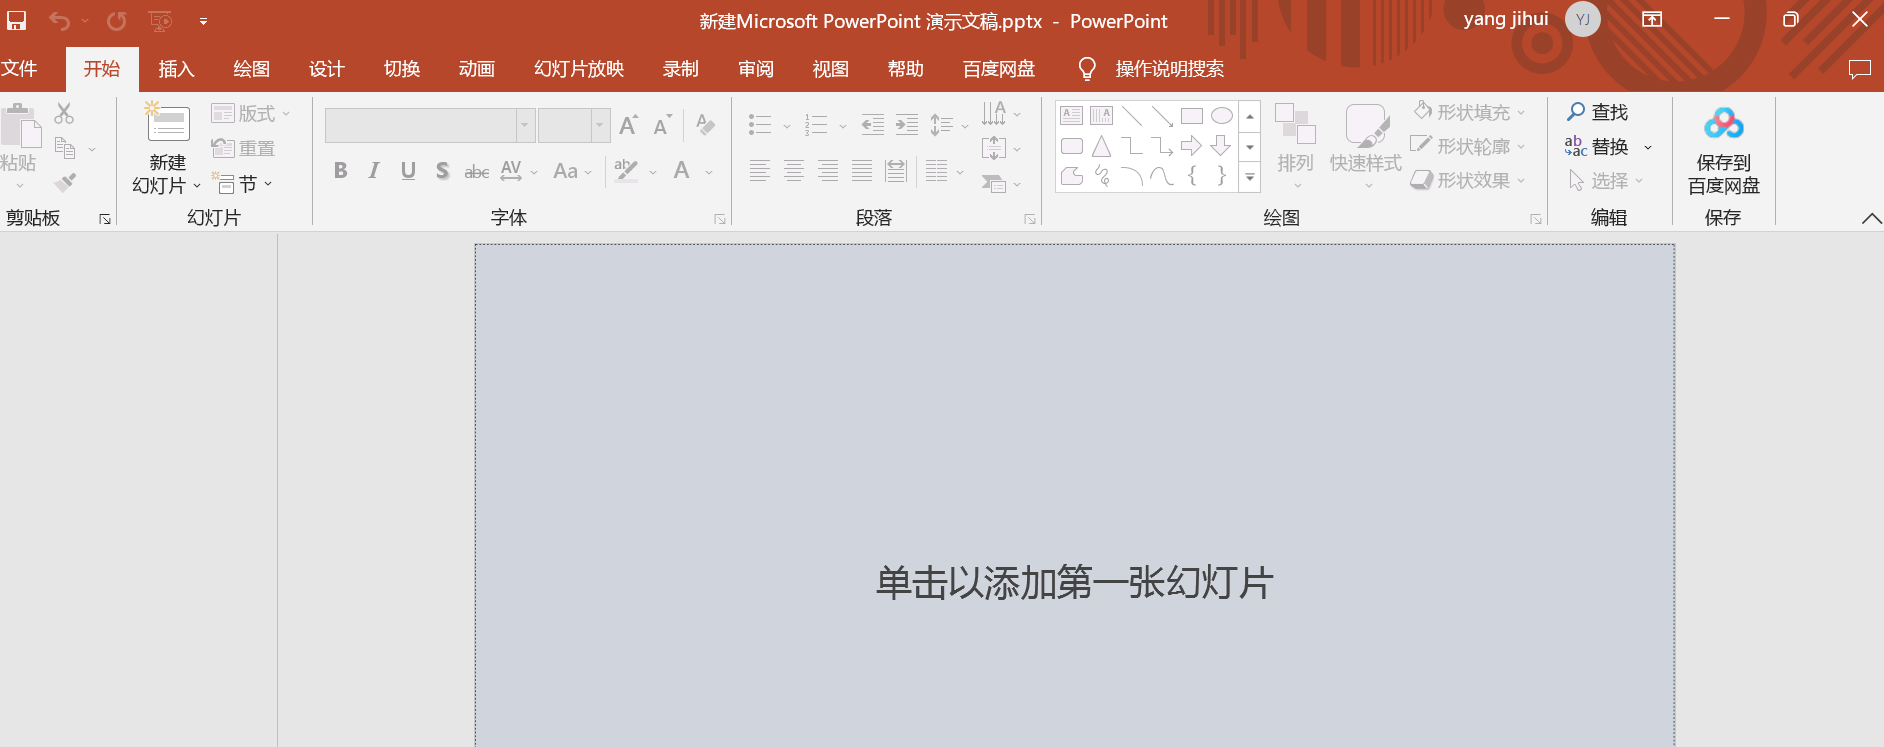 新建Microsoft PowerPoint 演示文稿.pptx - PowerPoint
yang jihui
YJ
文件 开始 插入 绘图 设计 切换 动画 幻灯片放映 录制 审阅 视图 帮助 百度网盘 操作说明搜索
粘贴
剪贴板
新建
幻灯片
版式
重置
节
幻灯片
B I U S abc AV Aa ab A
字体
段落
排列
快速样式
形状填充
形状轮廓
形状效果
绘图
查找
替换
选择
编辑
保存到
百度网盘
保存
单击以添加第一张幻灯片